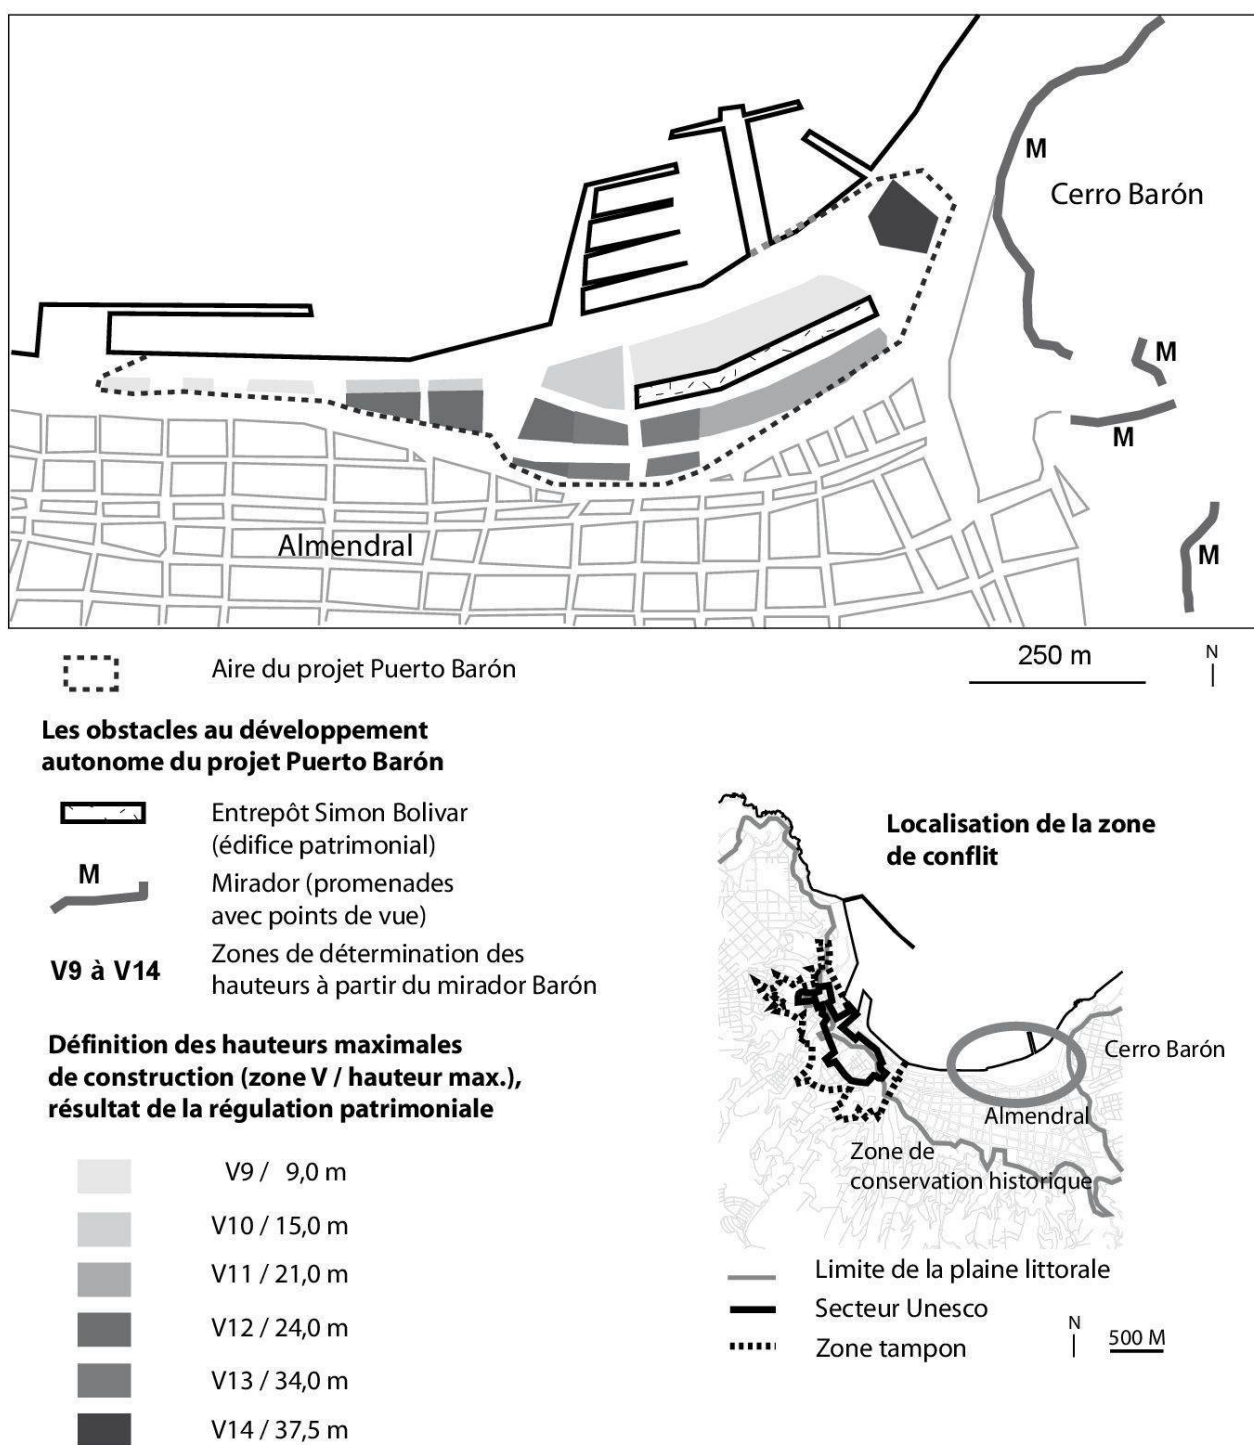 M
Cerro Barón
M
M
M
Almendral
Aire du projet Puerto Barón
250 m
N
Les obstacles au développement
autonome du projet Puerto Barón
Entrepôt Simon Bolivar
(édifice patrimonial)
M
Mirador (promenades
avec points de vue)
V9 à V14
Zones de détermination des
hauteurs à partir du mirador Barón
Définition des hauteurs maximales
de construction (zone V / hauteur max.),
résultat de la régulation patrimoniale
V9 / 9,0 m
V10 / 15,0 m
V11 / 21,0 m
V12 / 24,0 m
V13 / 34,0 m
V14 / 37,5 m
Localisation de la zone
de conflit
Cerro Barón
Almendral
Zone de
conservation historique
Limite de la plaine littorale
Secteur Unesco
Zone tampon
N
500 M